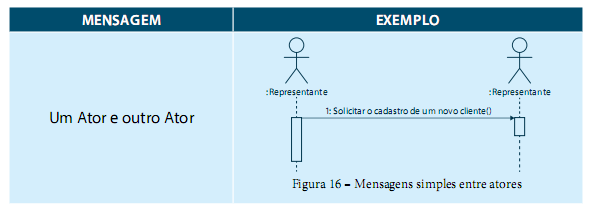 MENSAGEM
EXEMPLO
Um Ator e outro Ator
:Representante
:Representante
1: Solicitar o cadastro de um novo cliente()
Figura 16 – Mensagens simples entre atores